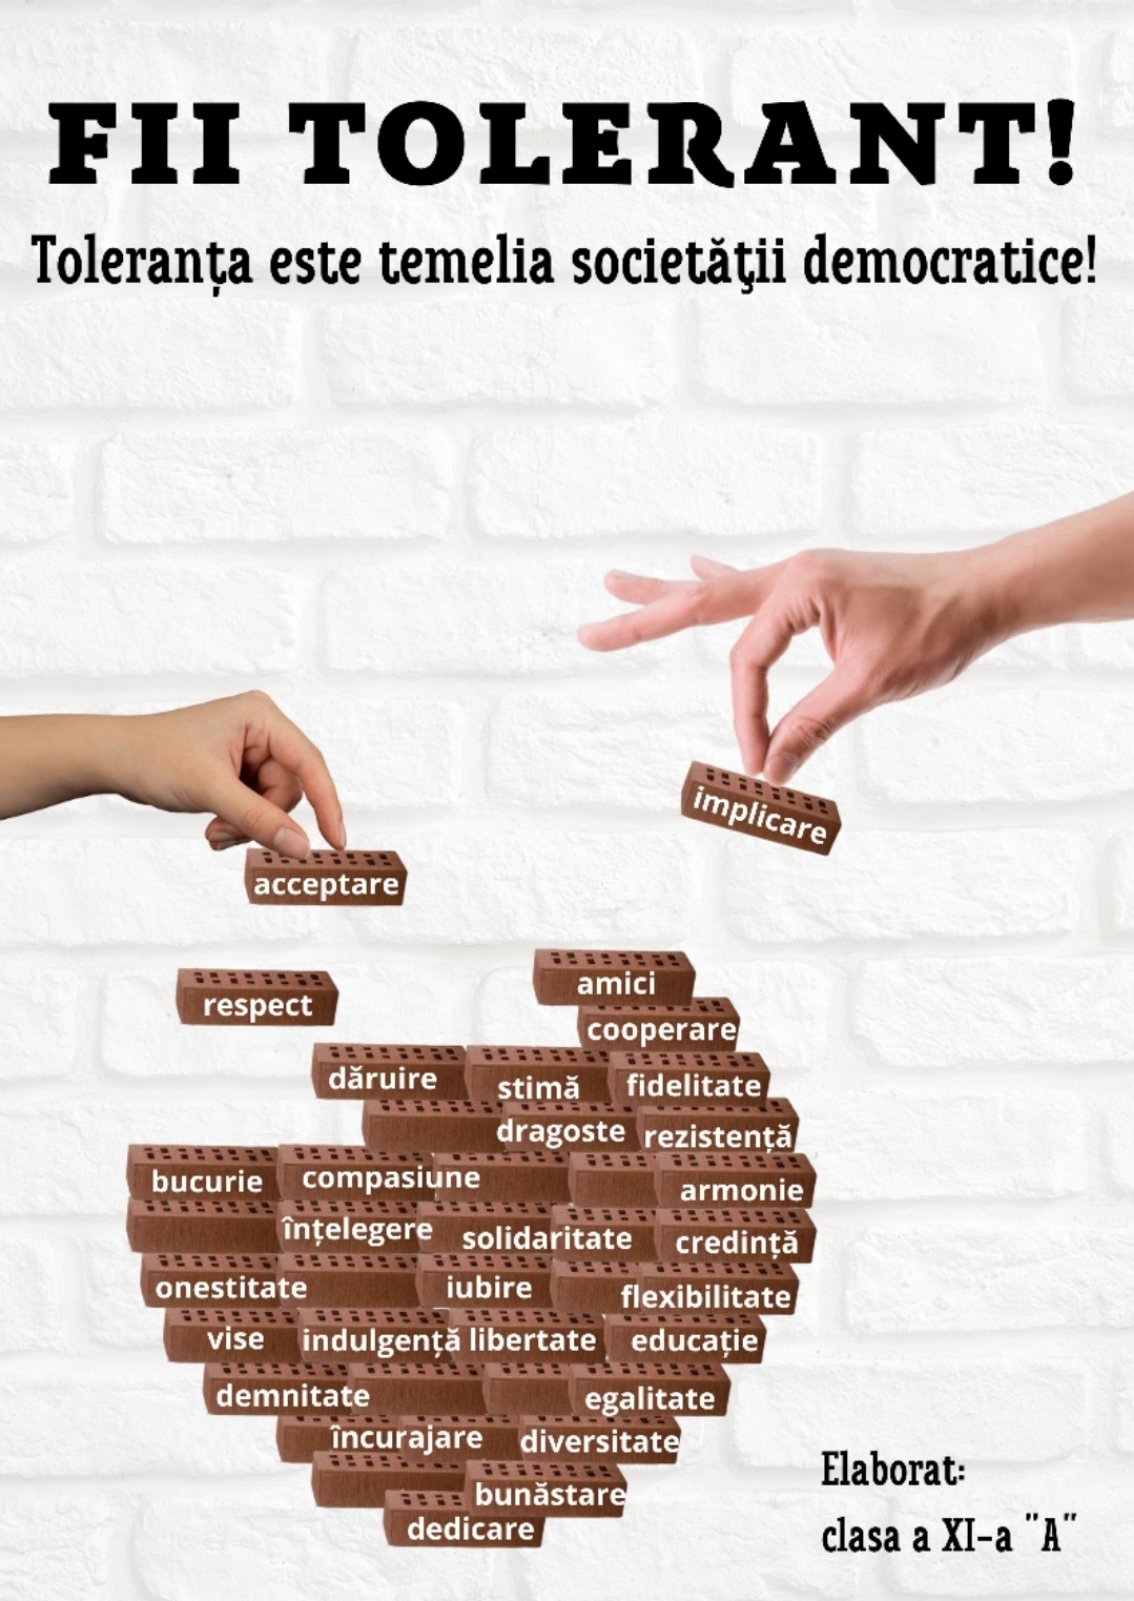 FII TOLERANT!
Toleranța este temelia societăţii democratice!
implicare
acceptare
amici
respect
cooperare
dăruire stimă fidelitate
dragoste rezistență
bucurie compasiune armonie
înțelegere solidaritate credință
onestitate iubire flexibilitate
vise indulgență libertate educație
demnitate egalitate
încurajare diversitate
bunăstare
dedicare
Elaborat:
clasa a XI-a "A"